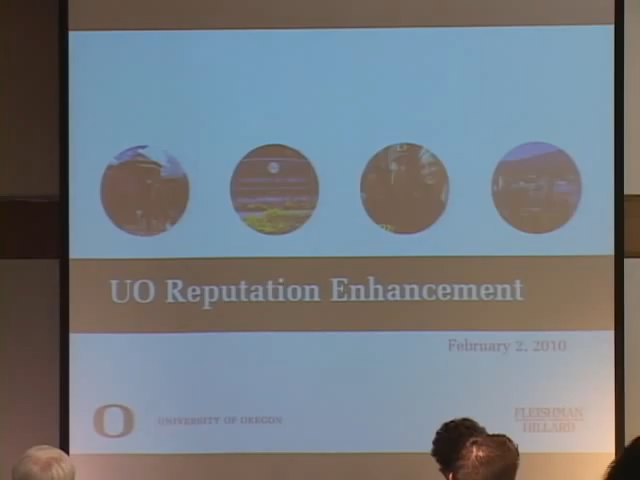 UO Reputation Enhancement
February 2, 2010
O
UNIVERSITY OF OREGON
FLEISHMAN
HILLARD